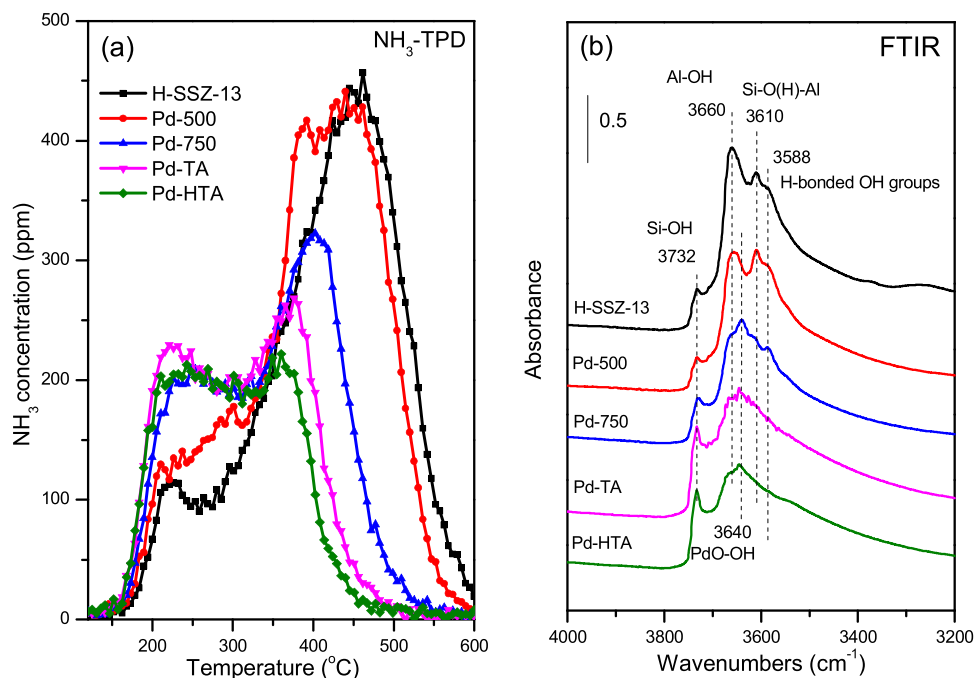 (a)
NH₃-TPD
H-SSZ-13
Pd-500
Pd-750
Pd-TA
Pd-HTA
500
400
300
200
100
0
NH₃ concentration (ppm)
200 300 400 500 600
Temperature (°C)
(b)
FTIR
0.5
Al-OH
3660
Si-O(H)-Al
3610
3588
H-bonded OH groups
Si-OH
3732
H-SSZ-13
Pd-500
Pd-750
Pd-TA
Pd-HTA
3640
PdO-OH
Absorbance
4000 3800 3600 3400 3200
Wavenumbers (cm⁻¹)